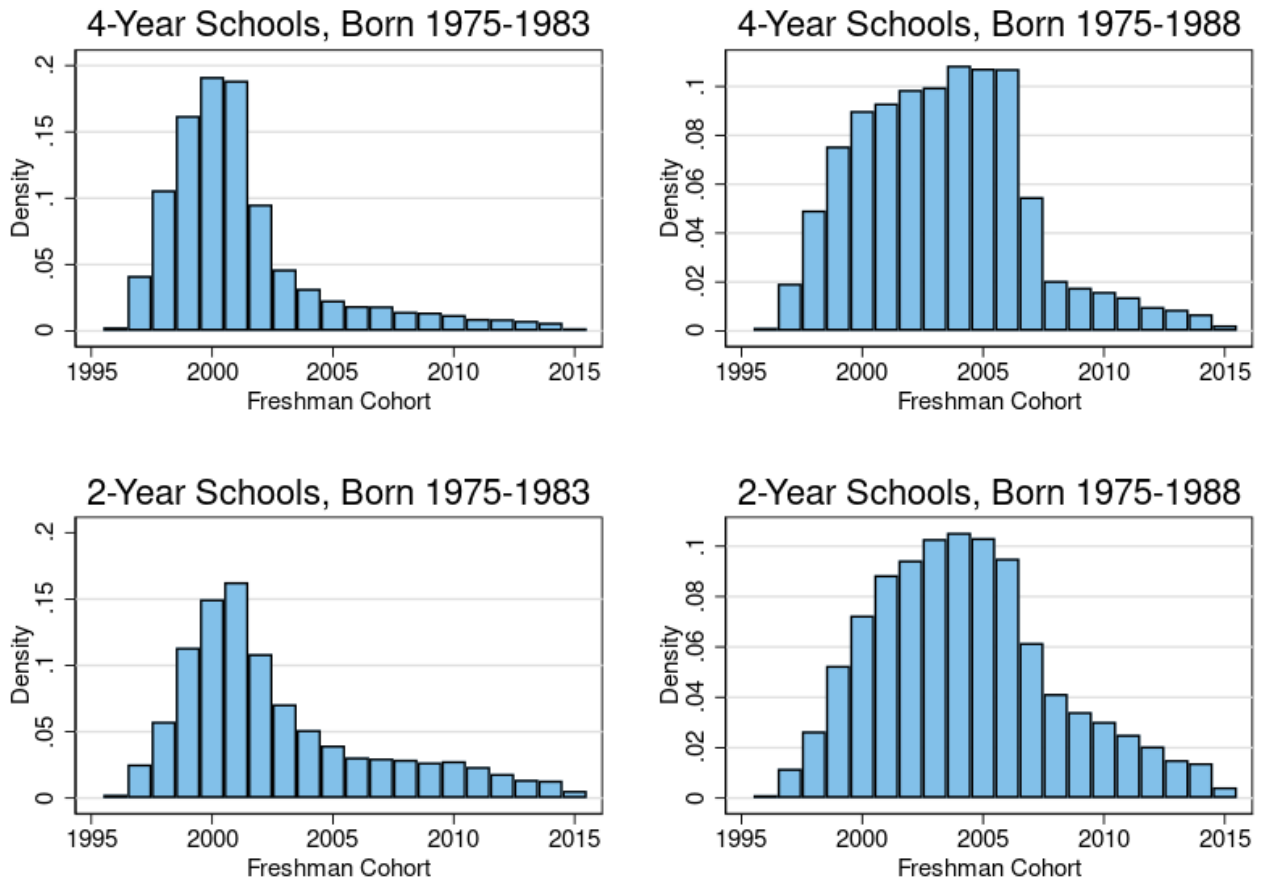 4-Year Schools, Born 1975-1983
.2
.15
.1
.05
0
Density
1995 2000 2005 2010 2015
Freshman Cohort
4-Year Schools, Born 1975-1988
.1
.08
.06
.04
.02
0
Density
1995 2000 2005 2010 2015
Freshman Cohort
2-Year Schools, Born 1975-1983
.2
.15
.1
.05
0
Density
1995 2000 2005 2010 2015
Freshman Cohort
2-Year Schools, Born 1975-1988
.1
.08
.06
.04
.02
0
Density
1995 2000 2005 2010 2015
Freshman Cohort